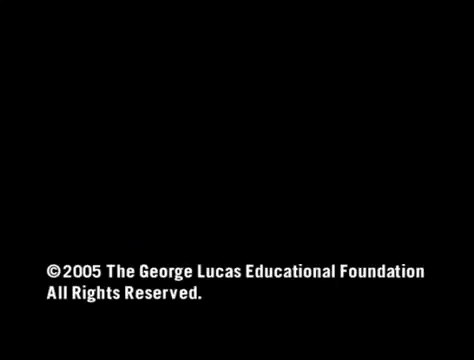 ©2005 The George Lucas Educational Foundation
All Rights Reserved.